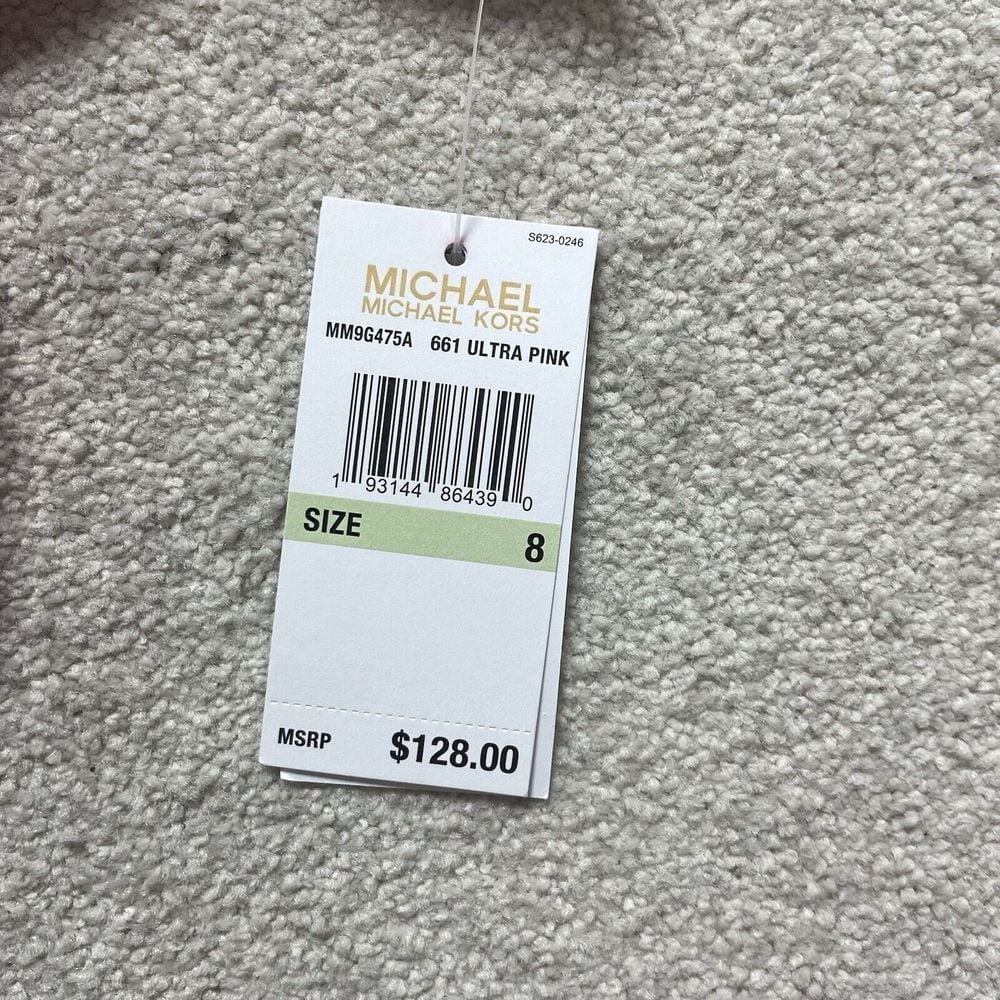 S623-0246
MICHAEL
MICHAEL KORS
MM9G475A 661 ULTRA PINK
1 93144 86439 0
SIZE 8
MSRP $128.00